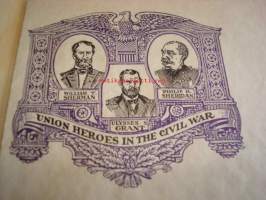 WILLIAM T.
SHERMAN
PHILIP H.
SHERIDAN
ULYSSES S.
GRANT
UNION HEROES IN THE CIVIL WAR